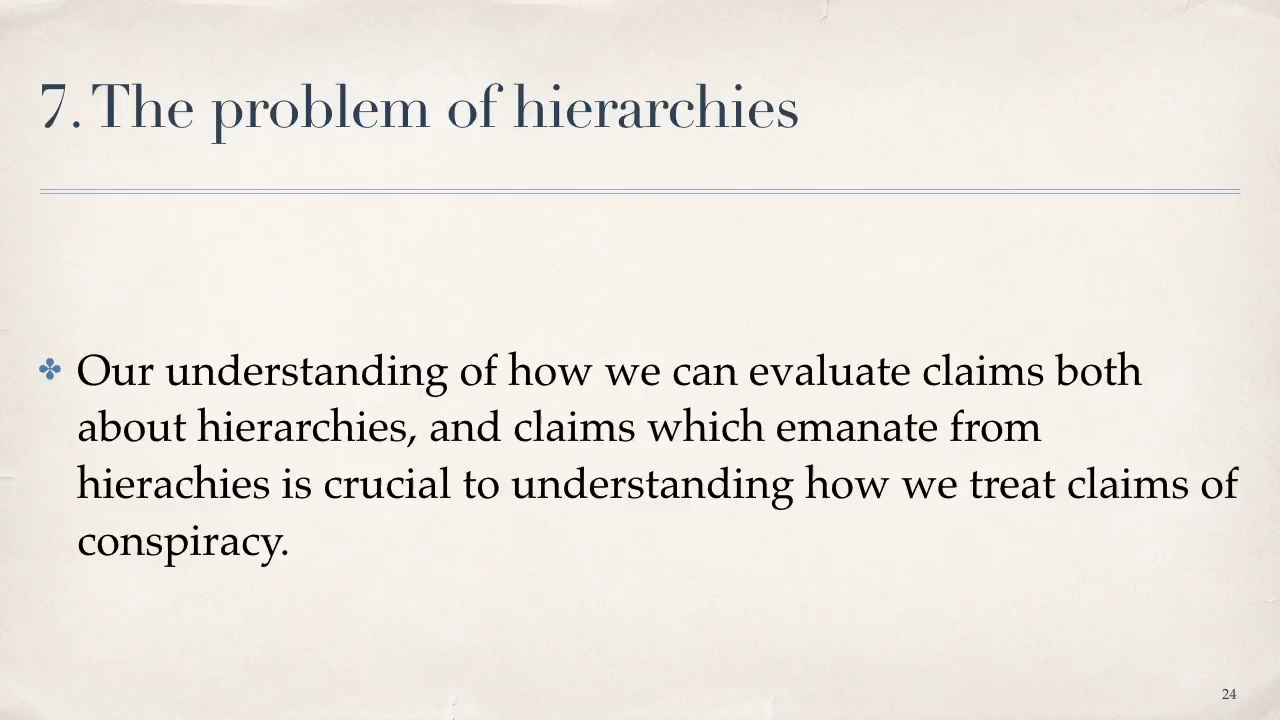 7. The problem of hierarchies
Our understanding of how we can evaluate claims both
about hierarchies, and claims which emanate from
hierachies is crucial to understanding how we treat claims of
conspiracy.
24